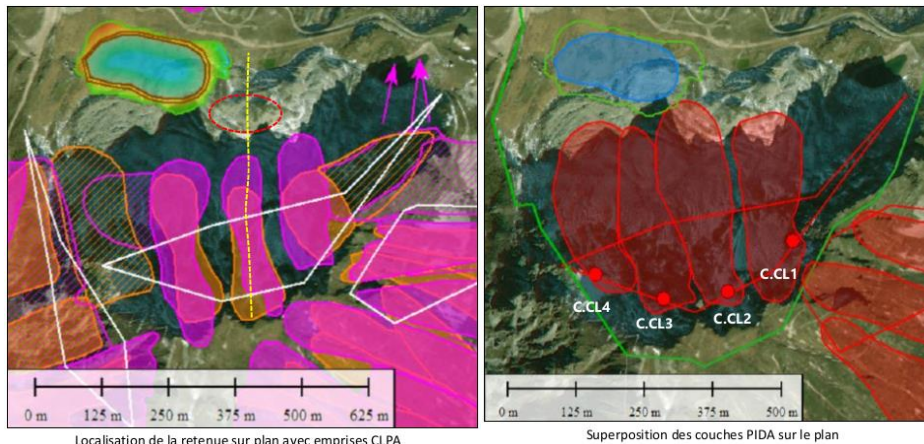 C.CL1
C.CL2
C.CL3
C.CL4
0 m 125 m 250 m 375 m 500 m 625 m
0 m 125 m 250 m 375 m 500 m
Localisation de la retenue sur plan avec emprises CLPA
Superposition des couches PIDA sur le plan